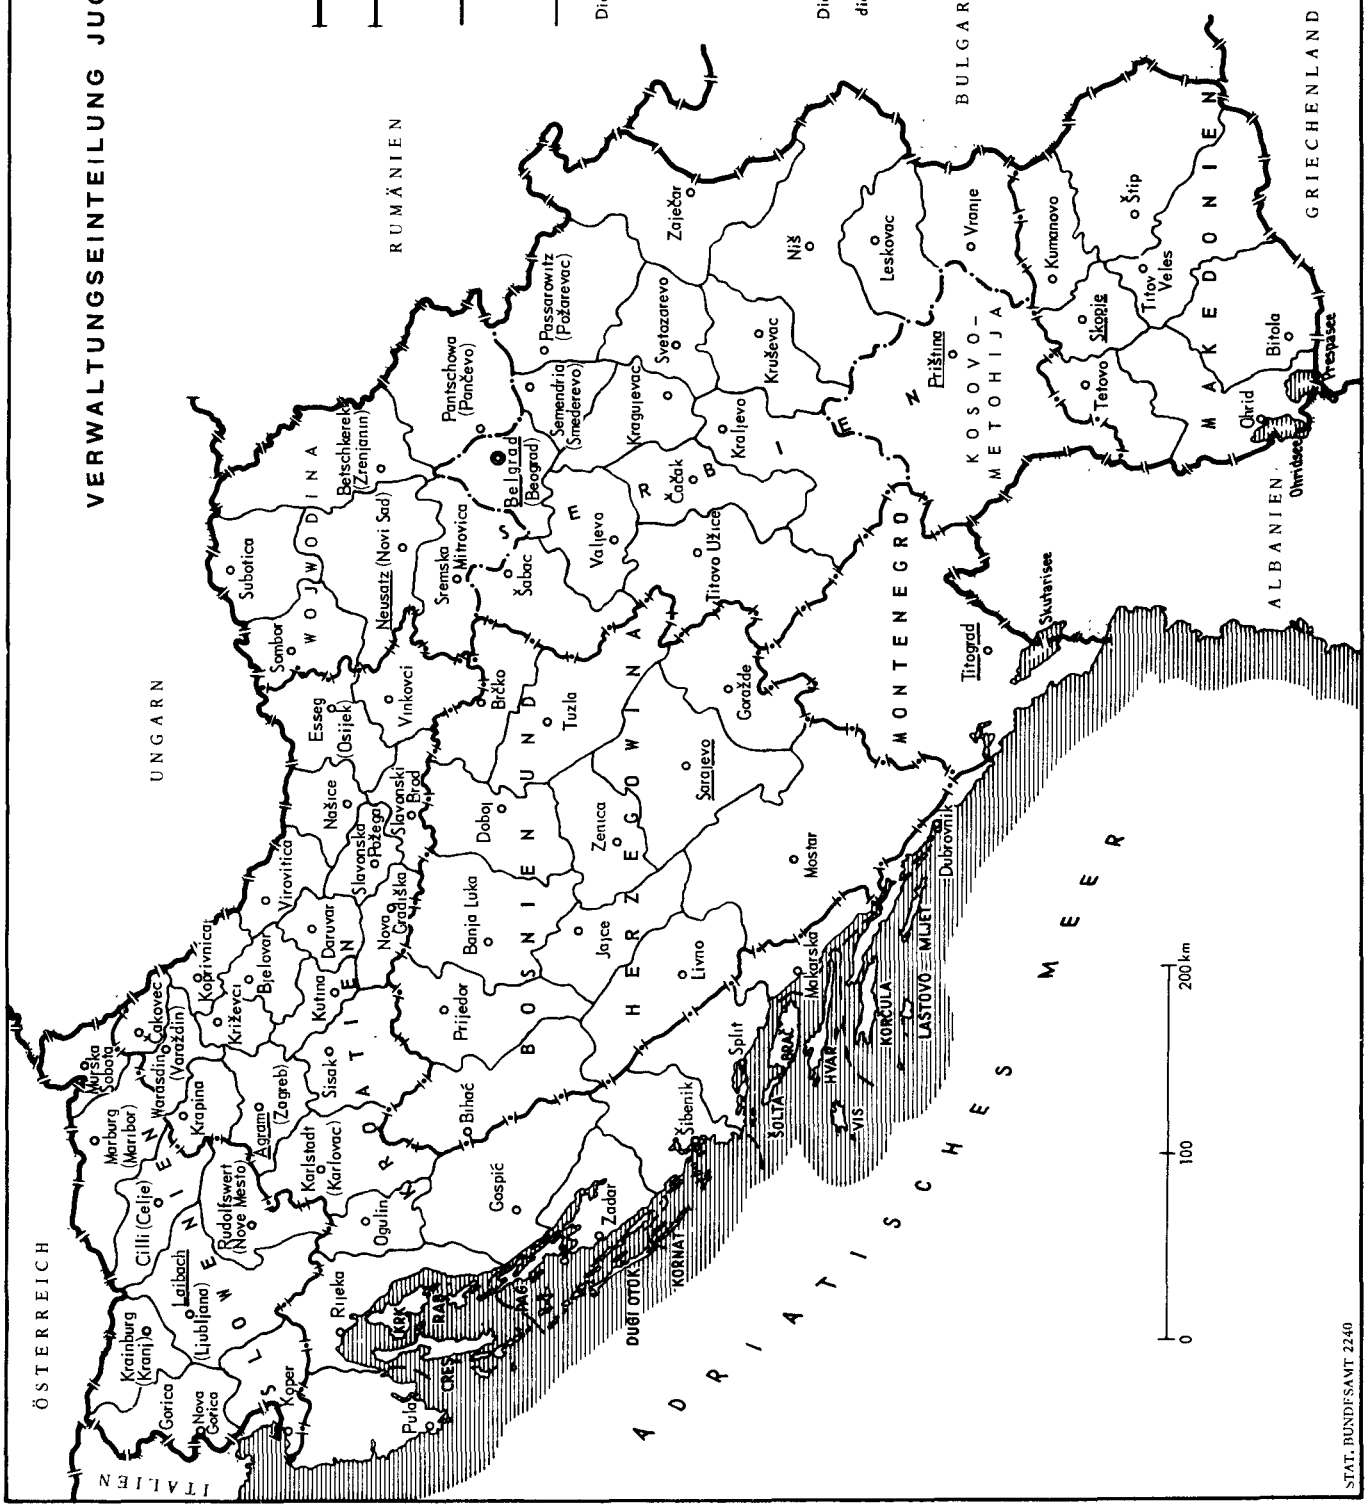 VERWALTUNGSEINTEILUNG JUG
ÖSTERREICH
UNGARN
RUMÄNIEN
BULGAR
GRIECHENLAND
ALBANIEN
ITALIEN
Di
Di
di
SLOWENIEN
Murska
Sobota
Marburg
(Maribor)
Cilli (Celje)
Krainburg
(Kranj)
Laibach
(Ljubljana)
Rudolfswert
(Nove Mesto)
Gorica
Nova
Gorica
Koper
KROATIEN
Čakovec
Warasdin
(Varaždin)
Krapina
Koprivnica
Križevci
Bjelovar
Agram
(Zagreb)
Virovitica
Daruvar
Kutina
Sisak
Karlstadt
(Karlovac)
Našice
Slavonska
Požega
Slavonski
Brod
Nova
Gradiška
Esseg
(Osijek)
Vinkovci
Ogulin
Rijeka
Pula
Gospić
Zadar
Šibenik
Split
Makarska
Dubrovnik
KRK
RAB
CRES
PAG
DUGI OTOK
KORNAT
ŠOLTA
BRAČ
HVAR
VIS
KORČULA
LASTOVO
MLJET
WOJWODINA
Sombor
Subotica
Betschkerek
(Zrenjanin)
Neusatz (Novi Sad)
Sremska
Mitrovica
Pantschowa
(Pančevo)
SERBIEN
Belgrad
(Beograd)
Šabac
Valjevo
Semendria
(Smederevo)
Passarowitz
(Požarevac)
Zaječar
Svetozarevo
Kragujevac
Čačak
Kraljevo
Kruševac
Titovo Užice
Niš
Leskovac
Vranje
KOSOVO-
METOHIJA
Priština
BOSNIEN UND
HERZEGOWINA
Bihać
Prijedor
Banja Luka
Doboj
Brčko
Tuzla
Jajce
Zenica
Livno
Sarajevo
Goražde
Mostar
MONTENEGRO
Titograd
Skutarisee
MAKEDONIEN
Kumanovo
Skopje
Tetovo
Štip
Titov
Veles
Bitola
Ohrid
Ohridsee
Prespasee
ADRIATISCHES MEER
0 100 200 km
STAT. BUNDESAMT 2240